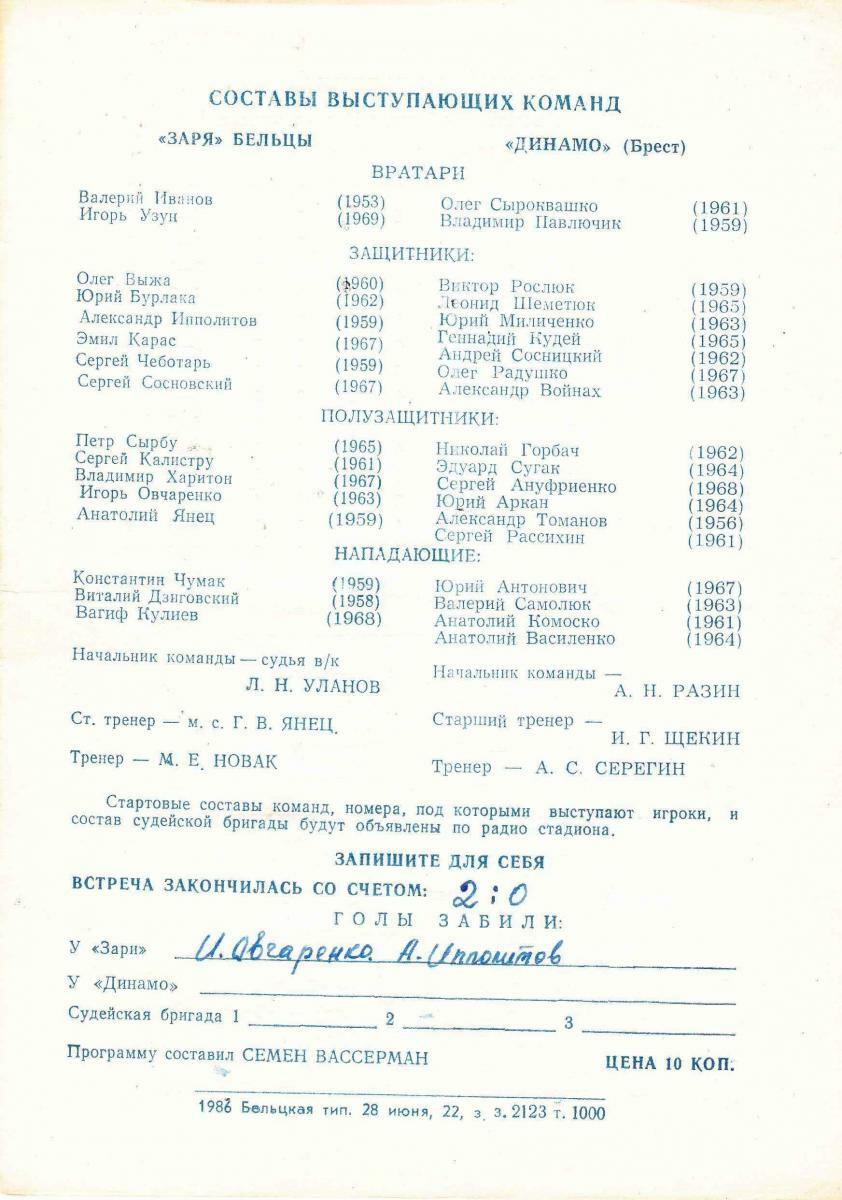 СОСТАВЫ ВЫСТУПАЮЩИХ КОМАНД
«ЗАРЯ» БЕЛЬЦЫ «ДИНАМО» (Брест)
ВРАТАРИ
Валерий Иванов (1953) Олег Сыроквашко (1961)
Игорь Узун (1969) Владимир Павлючик (1959)
ЗАЩИТНИКИ:
Олег Выжа (1960) Виктор Рослюк (1959)
Юрий Бурлака (1962) Леонид Шеметюк (1965)
Александр Ипполитов (1959) Юрий Миличенко (1963)
Эмил Карас (1967) Геннадий Кудей (1965)
Сергей Чеботарь (1959) Андрей Сосницкий (1962)
Сергей Сосновский (1967) Олег Радушко (1967)
Александр Войнах (1963)
ПОЛУЗАЩИТНИКИ:
Петр Сырбу (1965) Николай Горбач (1962)
Сергей Калистру (1961) Эдуард Сугак (1964)
Владимир Харитон (1967) Сергей Ануфриенко (1968)
Игорь Овчаренко (1963) Юрий Аркан (1964)
Анатолий Янец (1959) Александр Томанов (1956)
Сергей Рассихин (1961)
НАПАДАЮЩИЕ:
Константин Чумак (1959) Юрий Антонович (1967)
Виталий Дзиговский (1958) Валерий Самолюк (1963)
Вагиф Кулиев (1968) Анатолий Комоско (1961)
Анатолий Василенко (1964)
Начальник команды — судья в/к Начальник команды —
Л. Н. УЛАНОВ А. Н. РАЗИН
Ст. тренер — м. с. Г. В. ЯНЕЦ. Старший тренер —
И. Г. ЩЕКИН
Тренер — М. Е. НОВАК Тренер — А. С. СЕРЕГИН
Стартовые составы команд, номера, под которыми выступают игроки, и
состав судейской бригады будут объявлены по радио стадиона.
ЗАПИШИТЕ ДЛЯ СЕБЯ
ВСТРЕЧА ЗАКОНЧИЛАСЬ СО СЧЕТОМ: 2:0
ГОЛЫ ЗАБИЛИ:
У «Зари» И. Овчаренко. А. Ипполитов
У «Динамо»
Судейская бригада 1 2 3
Программу составил СЕМЕН ВАССЕРМАН ЦЕНА 10 КОП.
1986 Бельцкая тип. 28 июня, 22, з. з. 2123 т. 1000